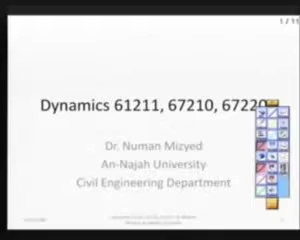 Dynamics 61211, 67210, 67220
Dr. Numan Mizyed
An-Najah University
Civil Engineering Department